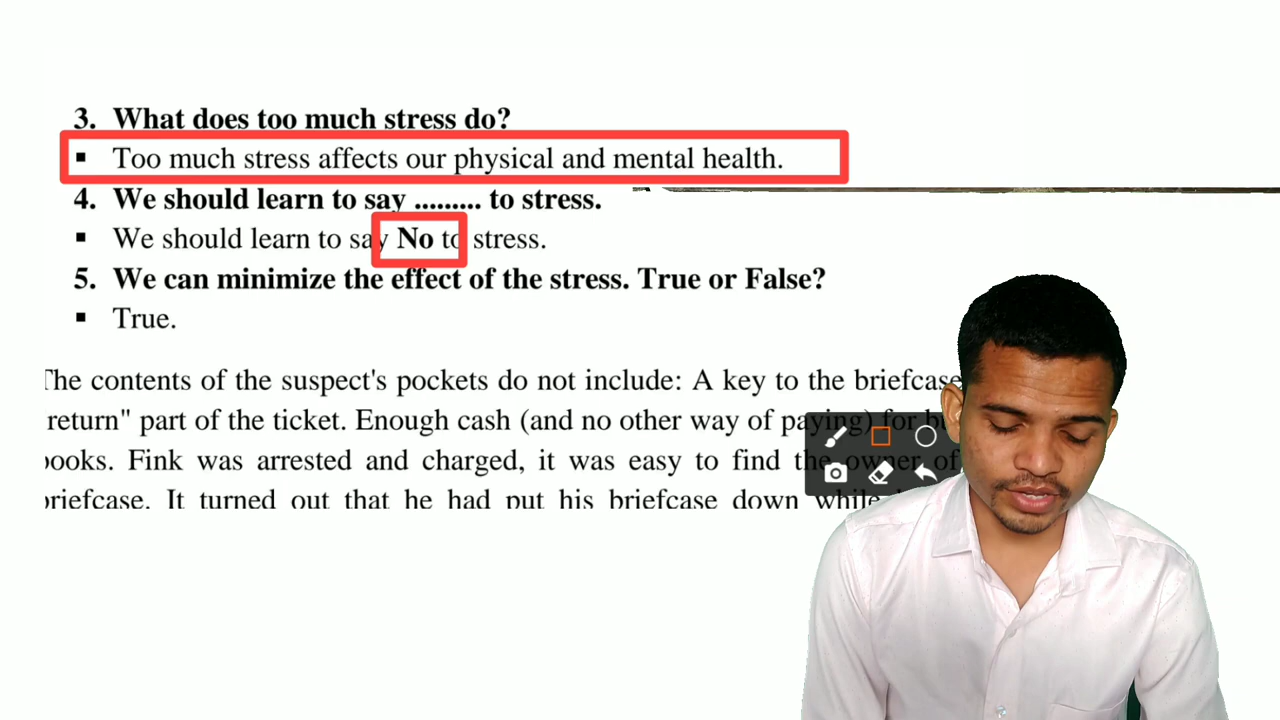 3. What does too much stress do?
▪ Too much stress affects our physical and mental health.
4. We should learn to say ......... to stress.
▪ We should learn to say No to stress.
5. We can minimize the effect of the stress. True or False?
▪ True.
The contents of the suspect's pockets do not include: A key to the briefcase
return" part of the ticket. Enough cash (and no other way of paying) for
books. Fink was arrested and charged, it was easy to find the owner of
briefcase. It turned out that he had put his briefcase down while